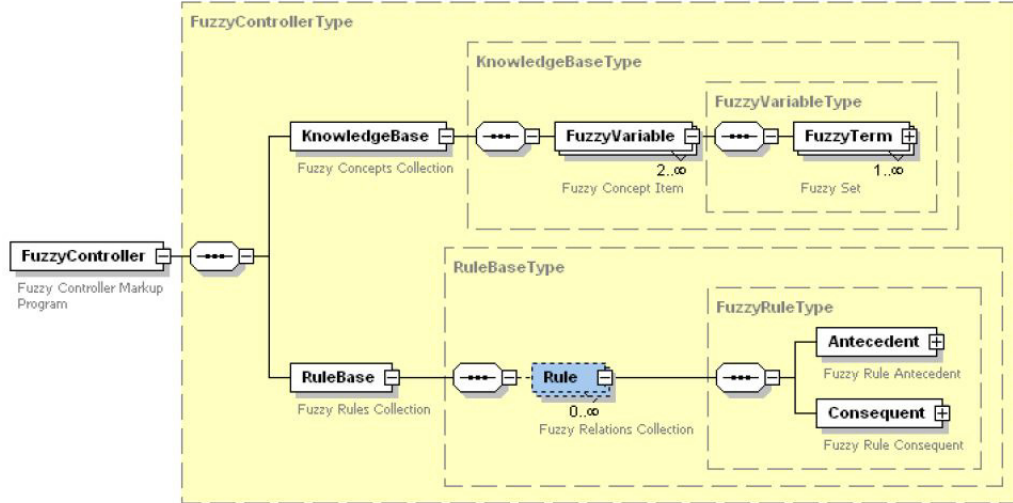 FuzzyControllerType
KnowledgeBaseType
FuzzyVariableType
KnowledgeBase
FuzzyVariable
FuzzyTerm
2..∞
1..∞
Fuzzy Concepts Collection
Fuzzy Concept Item
Fuzzy Set
FuzzyController
Fuzzy Controller Markup
Program
RuleBaseType
FuzzyRuleType
Antecedent
Fuzzy Rule Antecedent
RuleBase
Rule
0..∞
Fuzzy Rules Collection
Fuzzy Relations Collection
Consequent
Fuzzy Rule Consequent